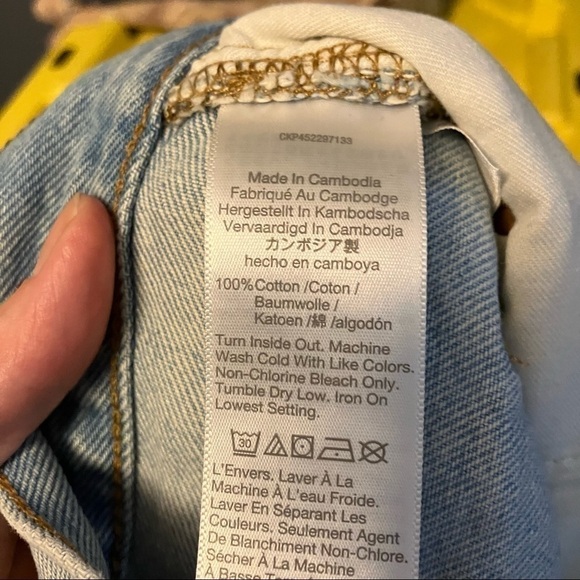 CKP452297133
Made In Cambodia
Fabriqué Au Cambodge
Hergestellt In Kambodscha
Vervaardigd In Cambodja
カンボジア製
hecho en camboya
100%Cotton /Coton /
Baumwolle /
Katoen /綿 /algodón
Turn Inside Out. Machine
Wash Cold With Like Colors.
Non-Chlorine Bleach Only.
Tumble Dry Low. Iron On
Lowest Setting.
30
L'Envers. Laver À La
Machine À L'eau Froide.
Laver En Séparant Les
Couleurs. Seulement Agent
De Blanchiment Non-Chloré.
Sécher À La Machine
À Basse